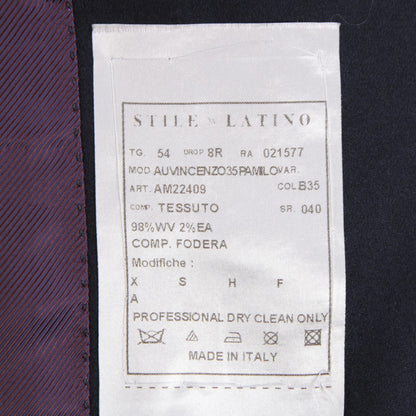 STILE LATINO
TG. 54 DROP 8R RA 021577
MOD. AUVINCENZO35PAMILO VAR.
ART. AM22409 COL. B35
COMP. TESSUTO SR. 040
98%WV 2%EA
COMP. FODERA
Modifiche :
X S H F
A
PROFESSIONAL DRY CLEAN ONLY
MADE IN ITALY